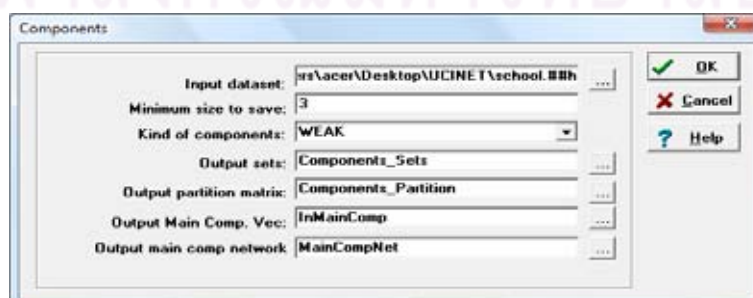 Components
Input dataset: ers\acer\Desktop\UCINET\school.##h ...
Minimum size to save: 3
Kind of components: WEAK
Output sets: Components_Sets ...
Output partition matrix: Components_Partition ...
Output Main Comp. Vec: InMainComp ...
Output main comp network MainCompNet ...
OK
Cancel
Help